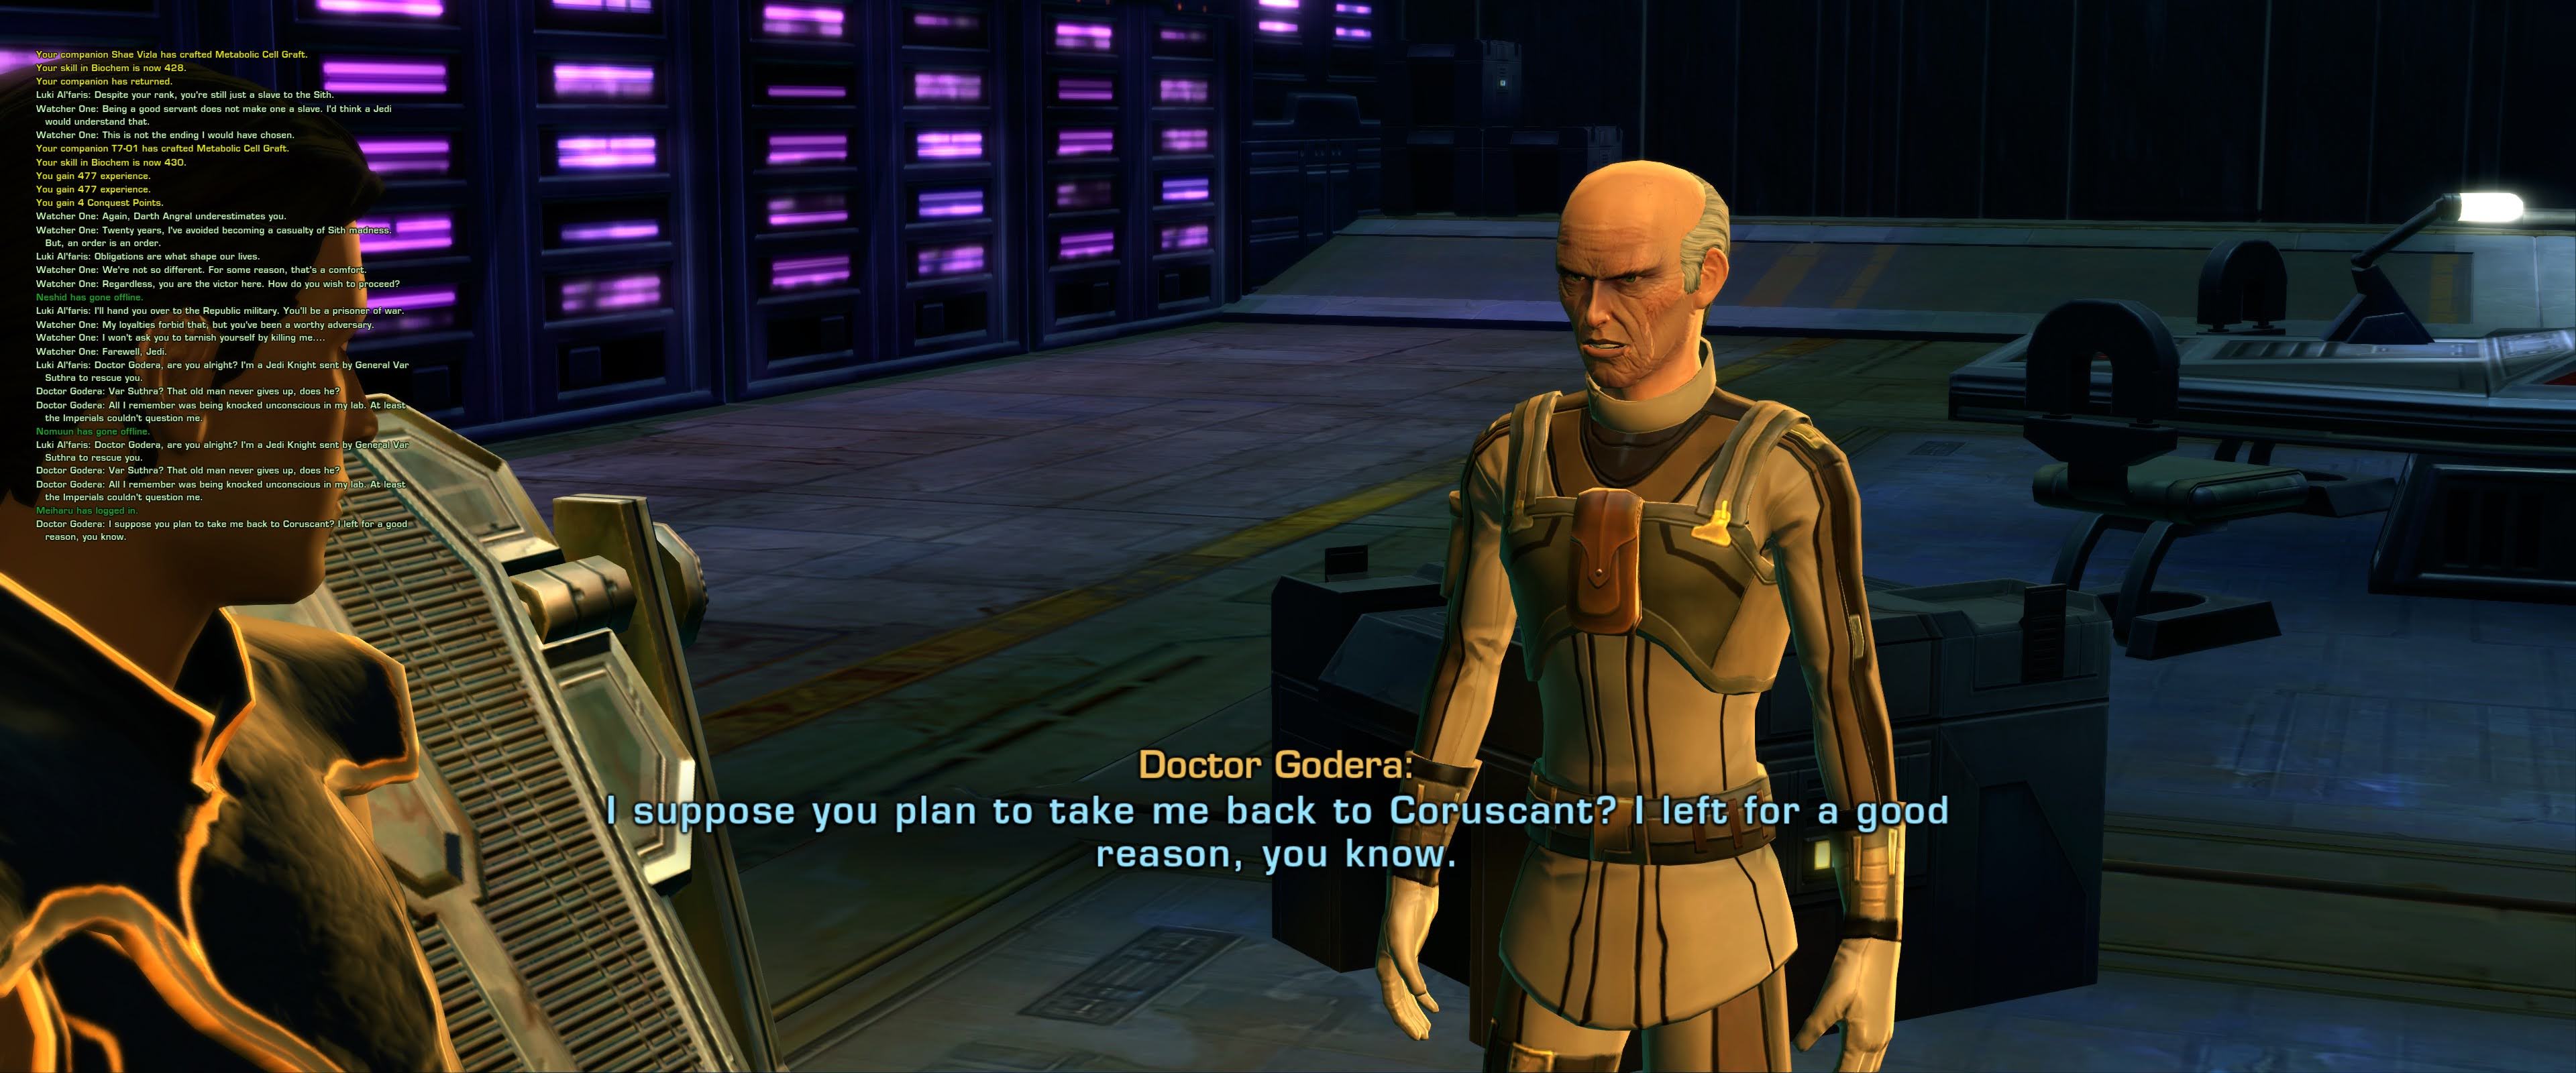 Your companion Shae Vizla has crafted Metabolic Cell Graft.
Your skill in Biochem is now 428.
Your companion has returned.
Luki Al'faris: Despite your rank, you're still just a slave to the Sith.
Watcher One: Being a good servant does not make one a slave. I'd think a Jedi
would understand that.
Watcher One: This is not the ending I would have chosen.
Your companion T7-01 has crafted Metabolic Cell Graft.
Your skill in Biochem is now 430.
You gain 477 experience.
You gain 477 experience.
You gain 4 Conquest Points.
Watcher One: Again, Darth Angral underestimates you.
Watcher One: Twenty years, I've avoided becoming a casualty of Sith madness.
But, an order is an order.
Luki Al'faris: Obligations are what shape our lives.
Watcher One: We're not so different. For some reason, that's a comfort.
Watcher One: Regardless, you are the victor here. How do you wish to proceed?
Neshid has gone offline.
Luki Al'faris: I'll hand you over to the Republic military. You'll be a prisoner of war.
Watcher One: My loyalties forbid that, but you've been a worthy adversary.
Watcher One: I won't ask you to tarnish yourself by killing me....
Watcher One: Farewell, Jedi.
Luki Al'faris: Doctor Godera, are you alright? I'm a Jedi Knight sent by General Var
Suthra to rescue you.
Doctor Godera: Var Suthra? That old man never gives up, does he?
Doctor Godera: All I remember was being knocked unconscious in my lab. At least
the Imperials couldn't question me.
Nomuun has gone offline.
Luki Al'faris: Doctor Godera, are you alright? I'm a Jedi Knight sent by General Var
Suthra to rescue you.
Doctor Godera: Var Suthra? That old man never gives up, does he?
Doctor Godera: All I remember was being knocked unconscious in my lab. At least
the Imperials couldn't question me.
Meiharu has logged in.
Doctor Godera: I suppose you plan to take me back to Coruscant? I left for a good
reason, you know.
Doctor Godera:
I suppose you plan to take me back to Coruscant? I left for a good
reason, you know.